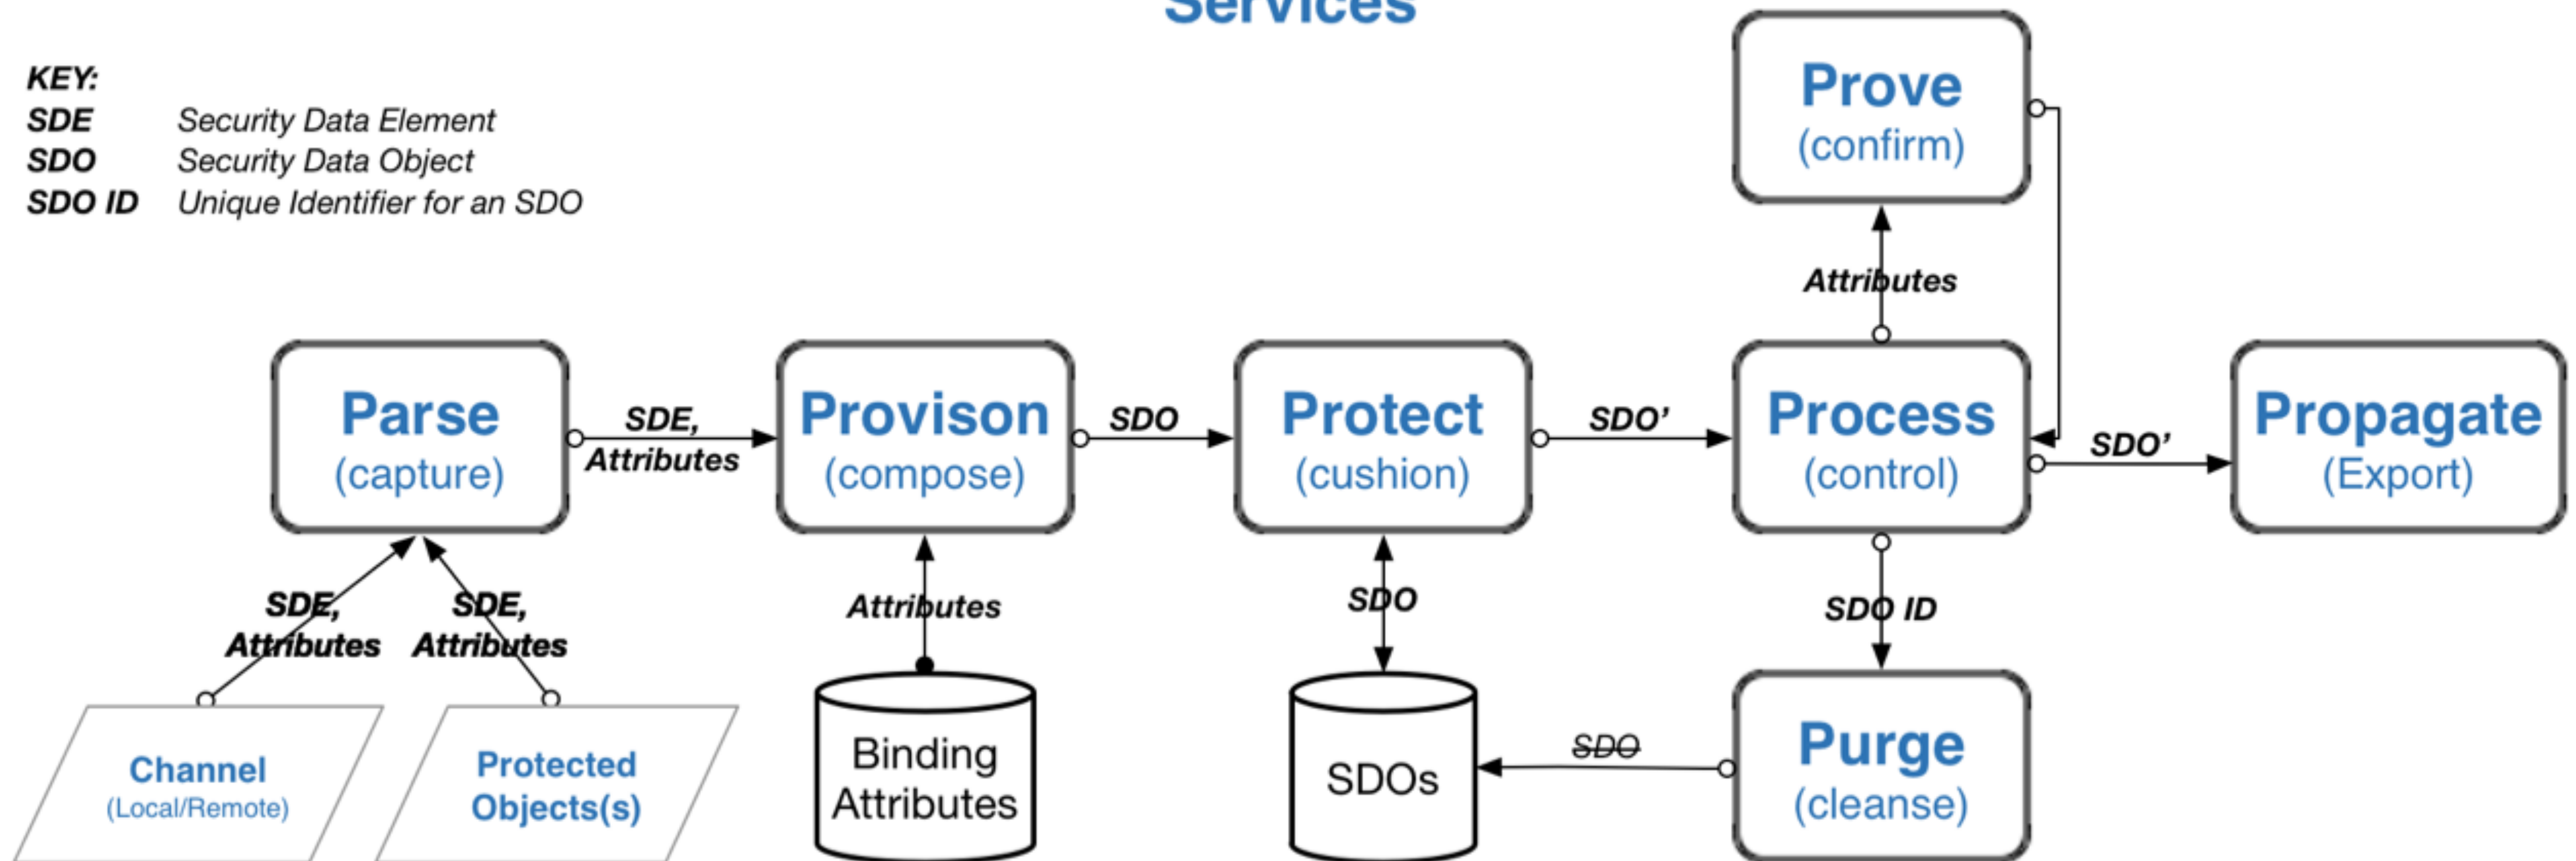 Services
KEY:
SDE Security Data Element
SDO Security Data Object
SDO ID Unique Identifier for an SDO
Prove
(confirm)
Attributes
Parse
(capture)
SDE,
Attributes
Provison
(compose)
SDO
Protect
(cushion)
SDO’
Process
(control)
SDO’
Propagate
(Export)
SDE,
Attributes
SDE,
Attributes
Attributes
SDO
SDO ID
Channel
(Local/Remote)
Protected
Objects(s)
Binding
Attributes
SDOs
SDO
Purge
(cleanse)